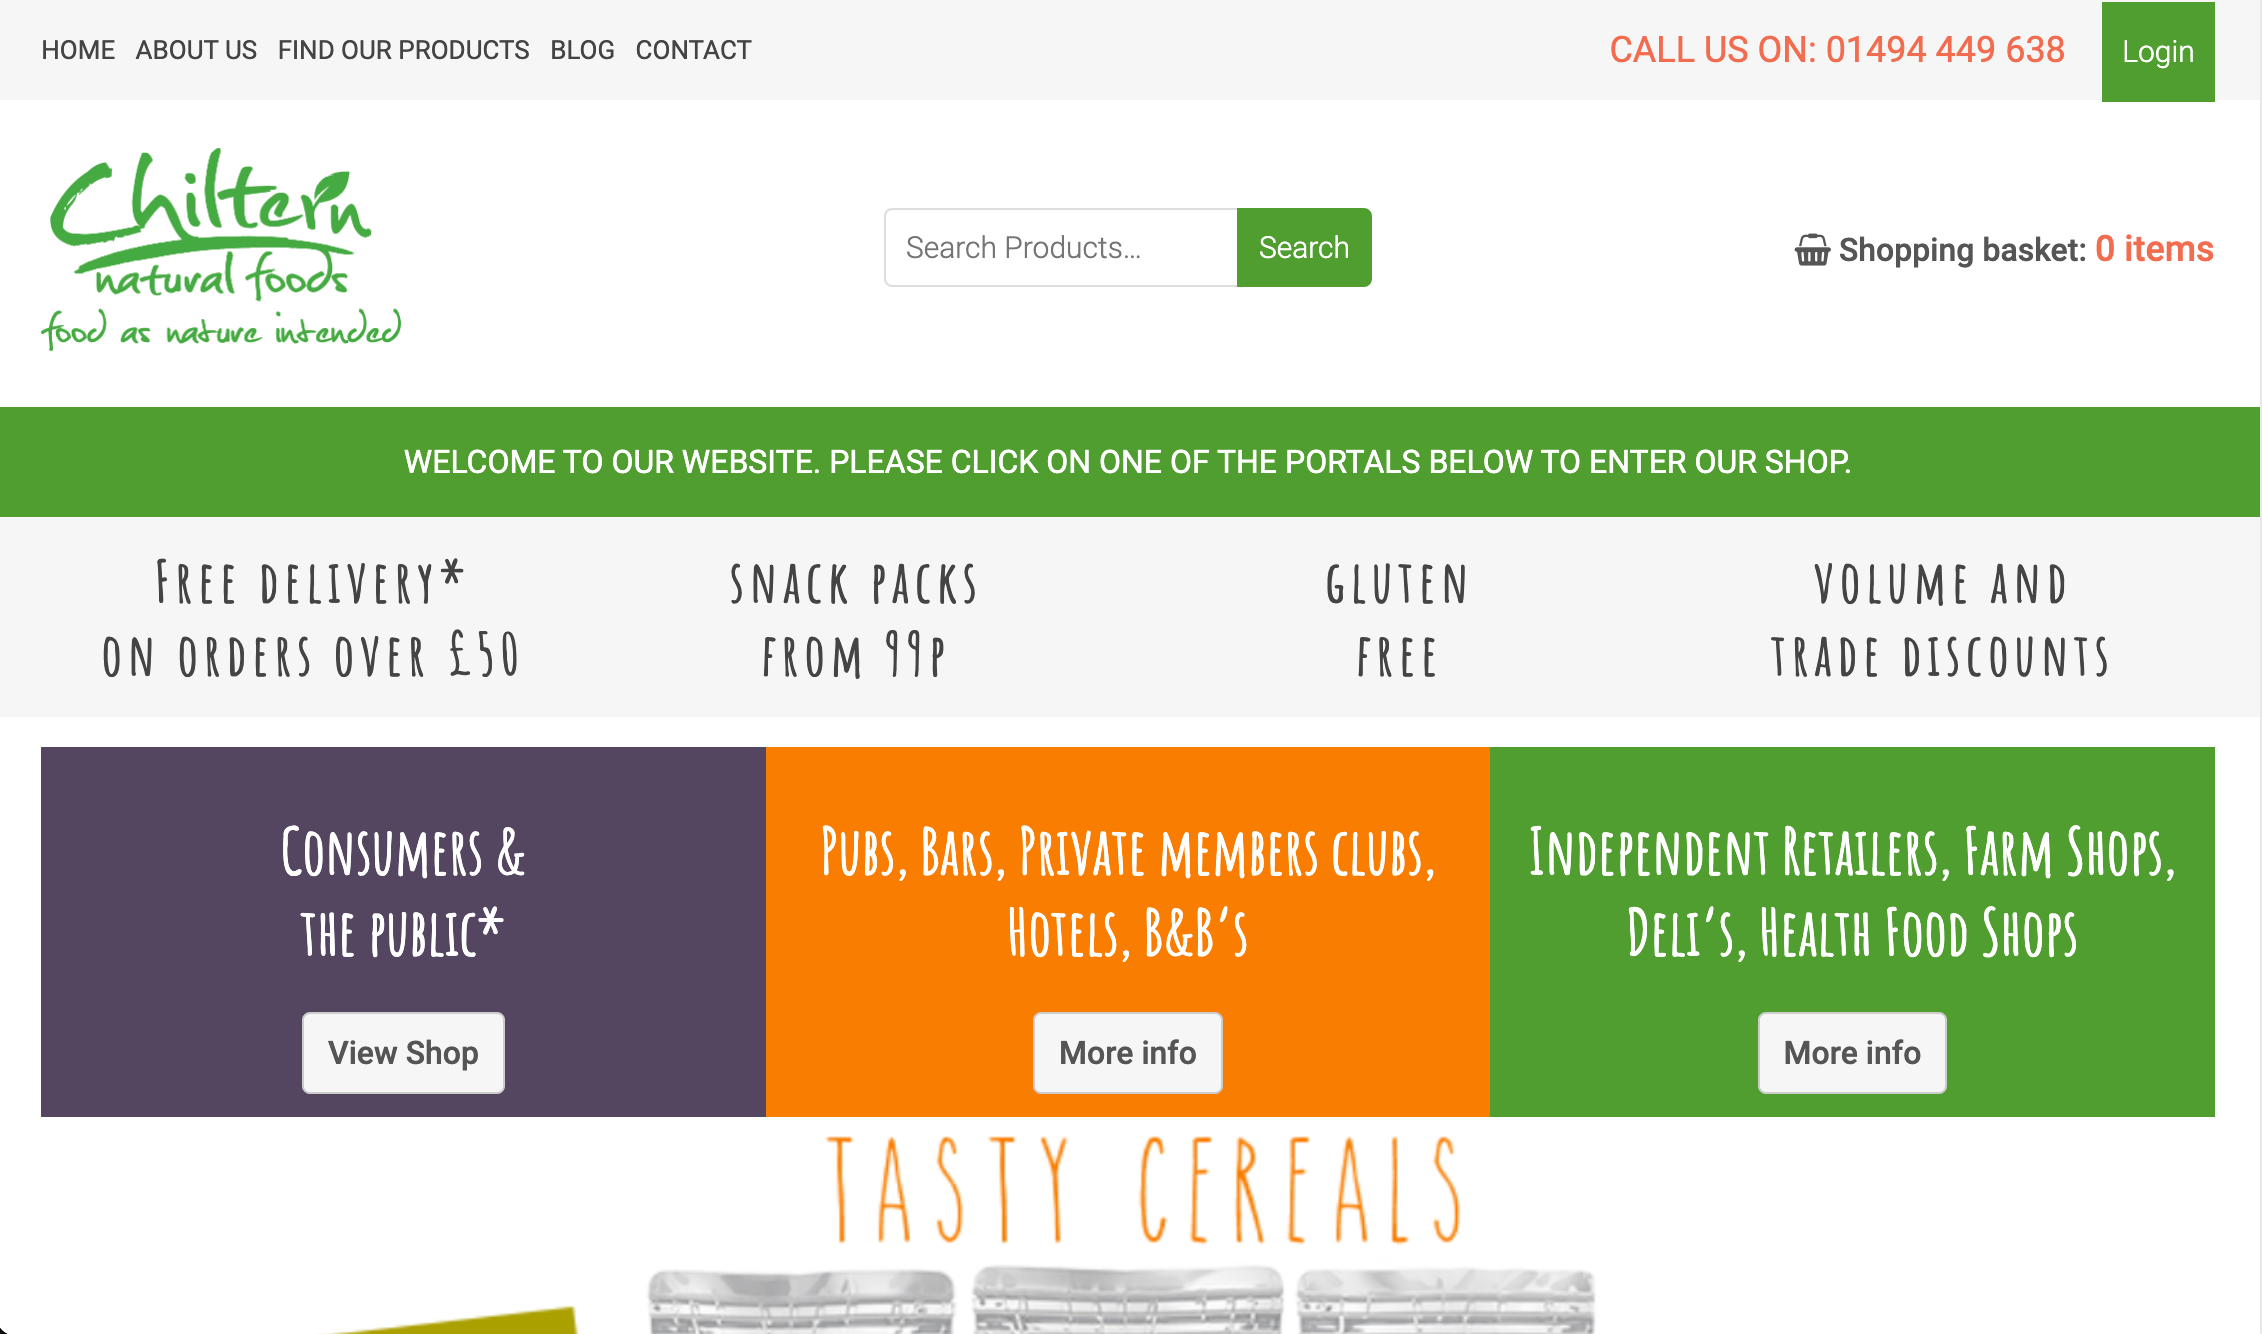 HOME ABOUT US FIND OUR PRODUCTS BLOG CONTACT
CALL US ON: 01494 449 638
Login
Chiltern
natural foods
food as nature intended
Search Products...
Search
Shopping basket: 0 items
WELCOME TO OUR WEBSITE. PLEASE CLICK ON ONE OF THE PORTALS BELOW TO ENTER OUR SHOP.
Free delivery*
on orders over £50
snack packs
from 99p
gluten
free
volume and
trade discounts
Consumers &
the public*
View Shop
Pubs, Bars, Private members clubs,
Hotels, B&B's
More info
Independent Retailers, Farm Shops,
Deli's, Health Food Shops
More info
TASTY CEREALS